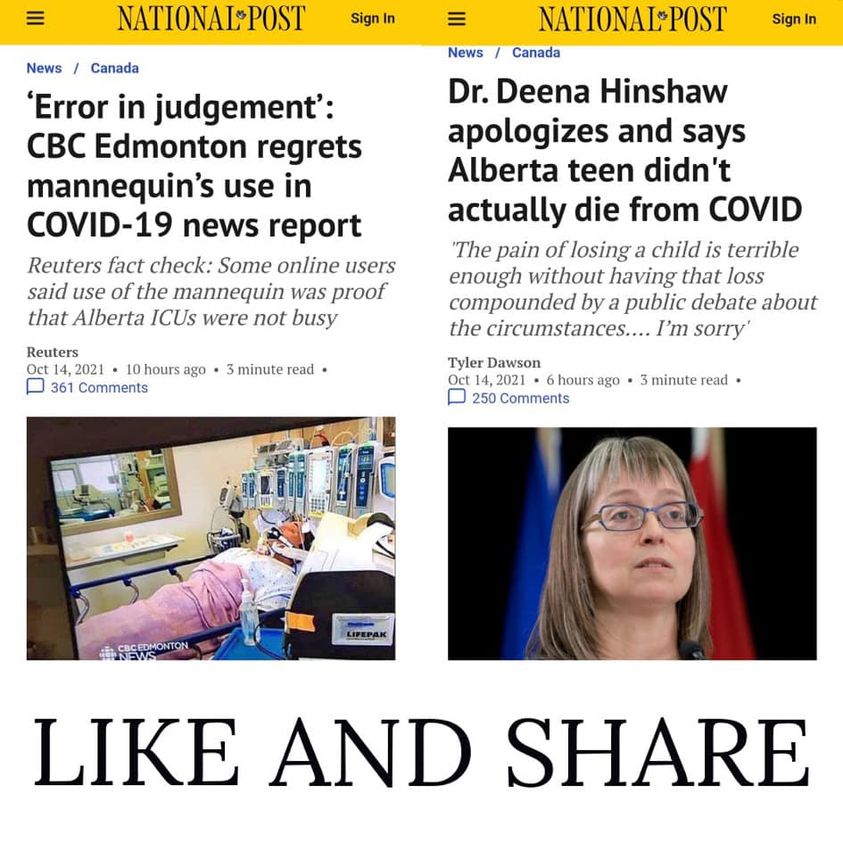 NATIONAL POST
Sign In
News / Canada
‘Error in judgement’:
CBC Edmonton regrets
mannequin’s use in
COVID-19 news report
Reuters fact check: Some online users
said use of the mannequin was proof
that Alberta ICUs were not busy
Reuters
Oct 14, 2021 • 10 hours ago • 3 minute read •
361 Comments
LIFEPAK
CBC EDMONTON
NEWS
NATIONAL POST
Sign In
News / Canada
Dr. Deena Hinshaw
apologizes and says
Alberta teen didn't
actually die from COVID
'The pain of losing a child is terrible
enough without having that loss
compounded by a public debate about
the circumstances.... I’m sorry'
Tyler Dawson
Oct 14, 2021 • 6 hours ago • 3 minute read •
250 Comments
LIKE AND SHARE